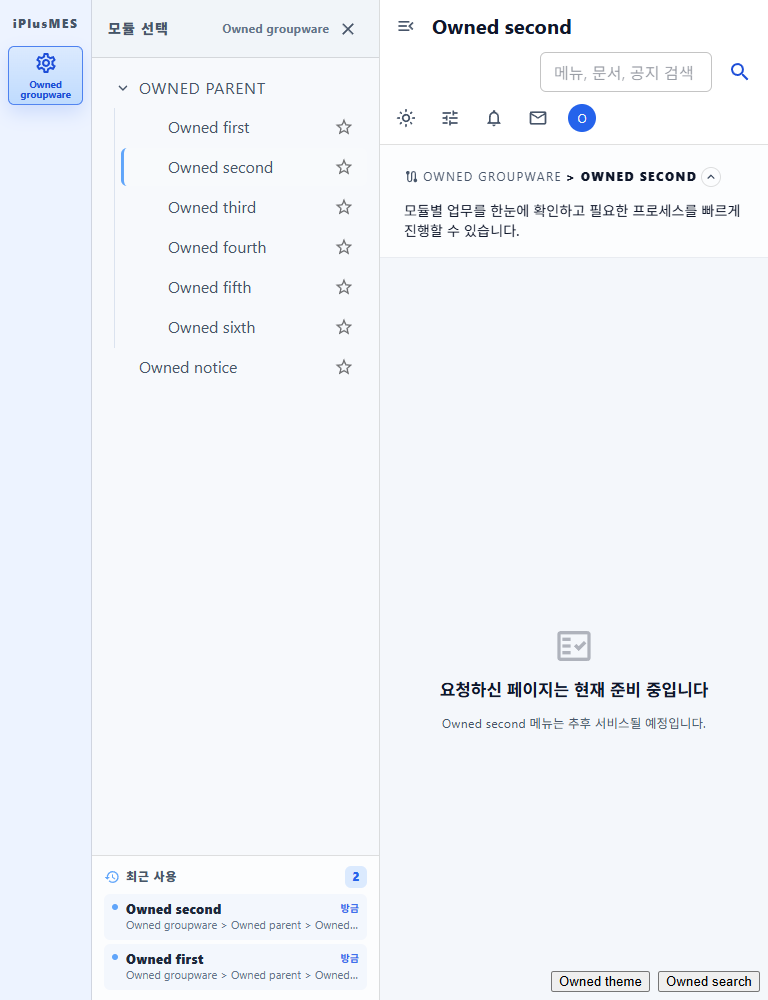 iPlusMES
Owned
groupware
모듈 선택
Owned groupware
OWNED PARENT
Owned first
Owned second
Owned third
Owned fourth
Owned fifth
Owned sixth
Owned notice
최근 사용
2
Owned second
방금
Owned groupware > Owned parent > Owned...
Owned first
방금
Owned groupware > Owned parent > Owned...
Owned second
메뉴, 문서, 공지 검색
O
OWNED GROUPWARE > OWNED SECOND
모듈별 업무를 한눈에 확인하고 필요한 프로세스를 빠르게
진행할 수 있습니다.
요청하신 페이지는 현재 준비 중입니다
Owned second 메뉴는 추후 서비스될 예정입니다.
Owned theme
Owned search